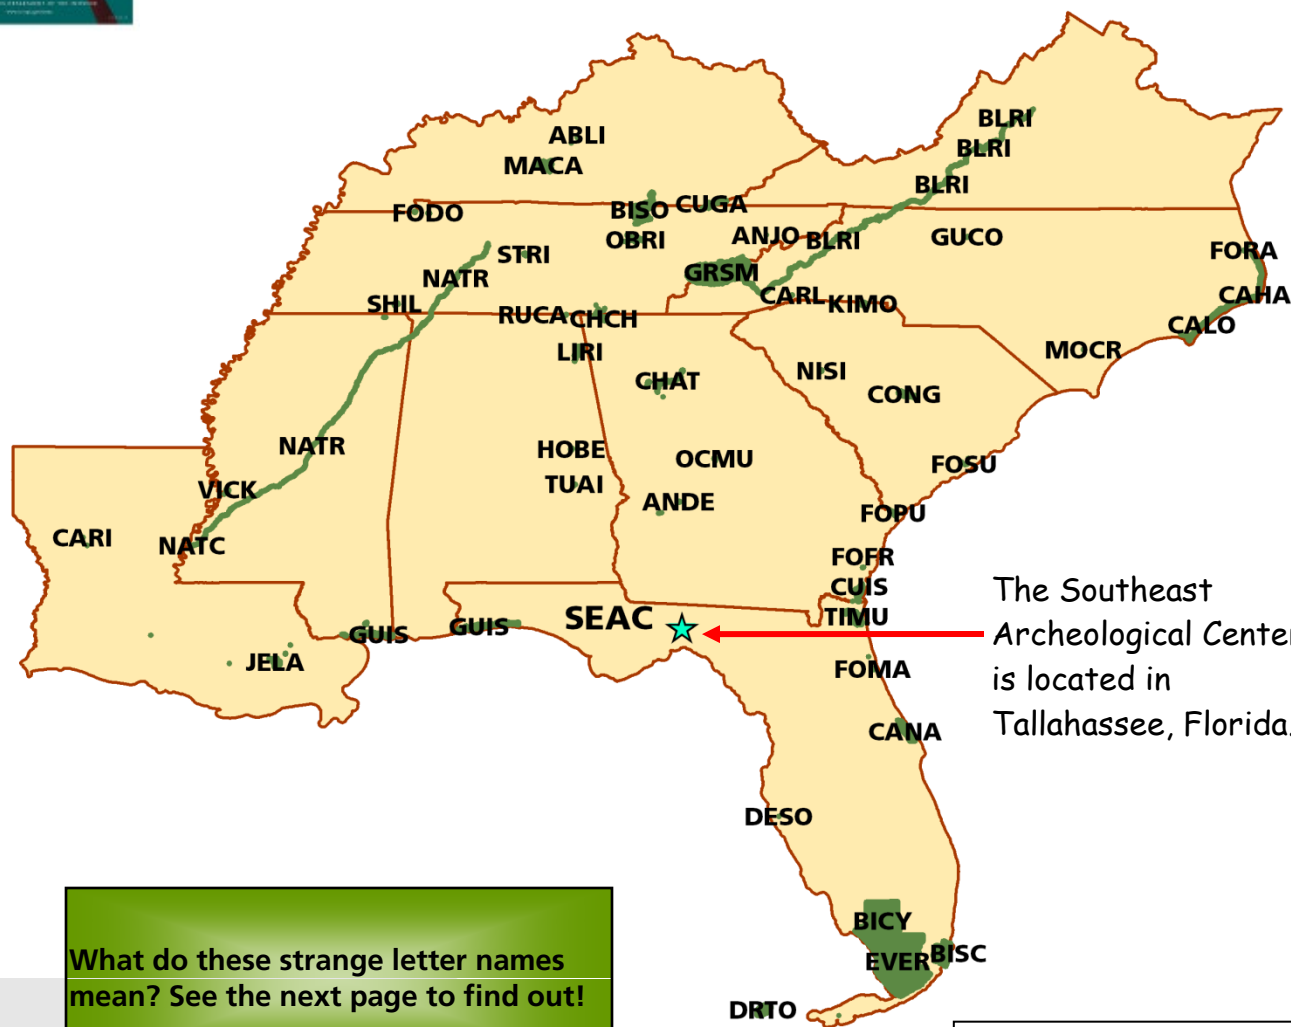 BLRI
BLRI
BLRI
ABLI
MACA
FODO
BISO
CUGA
OBRI
ANJO
BLRI
GUCO
FORA
STRI
NATR
GRSM
CARL
KIMO
CAHA
SHIL
RUCA
CHCH
CALO
LIRI
CHAT
NISI
CONG
MOCR
NATR
HOBE
OCMU
FOSU
VICK
TUAI
ANDE
FOPU
CARI
NATC
FOFR
CUIS
TIMU
GUIS
GUIS
SEAC
JELA
FOMA
CANA
DESO
BICY
EVER
BISC
DRTO
The Southeast
Archeological Center
is located in
Tallahassee, Florida.
What do these strange letter names
mean? See the next page to find out!